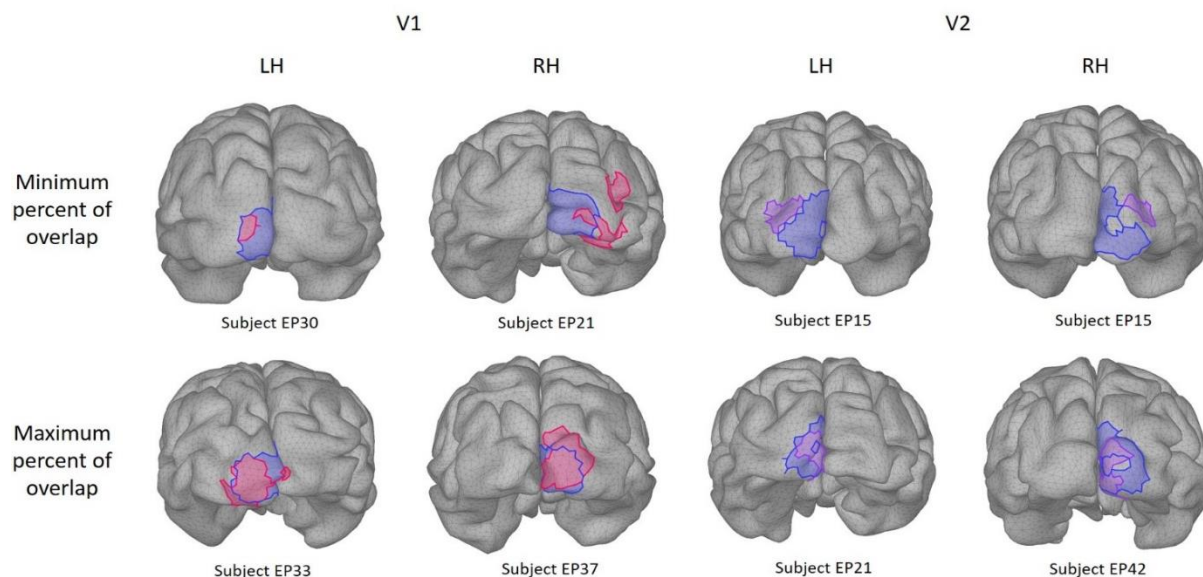 V1 V2
LH RH LH RH
Minimum
percent of
overlap
Subject EP30 Subject EP21 Subject EP15 Subject EP15
Maximum
percent of
overlap
Subject EP33 Subject EP37 Subject EP21 Subject EP42